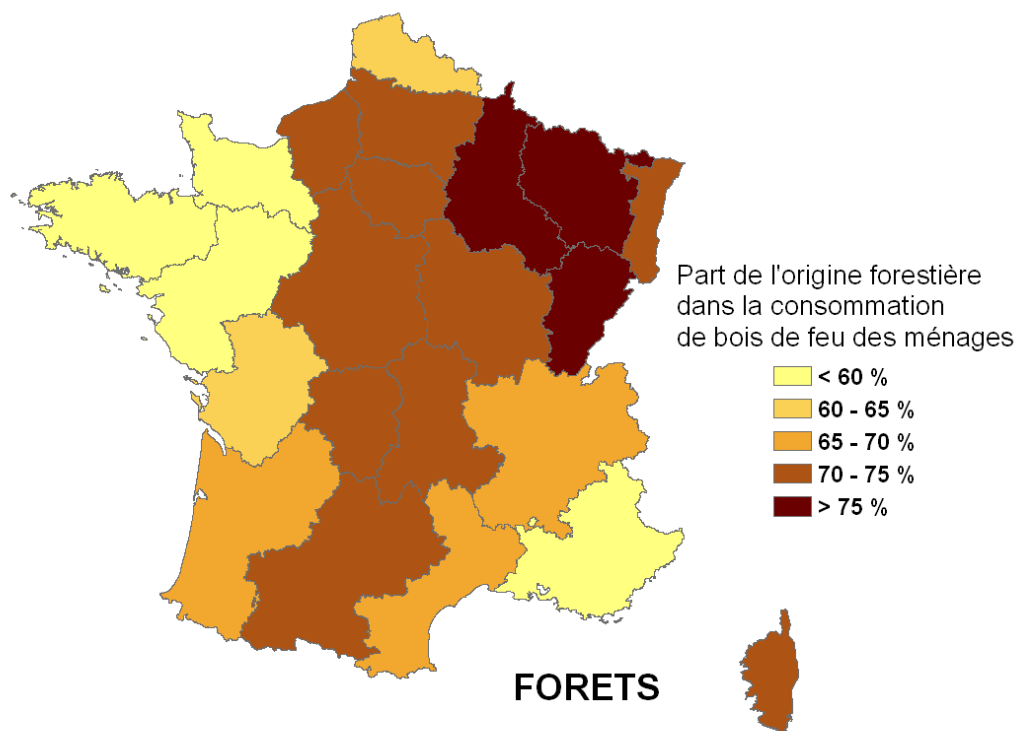 Part de l'origine forestière
dans la consommation
de bois de feu des ménages
< 60 %
60 - 65 %
65 - 70 %
70 - 75 %
> 75 %
FORETS